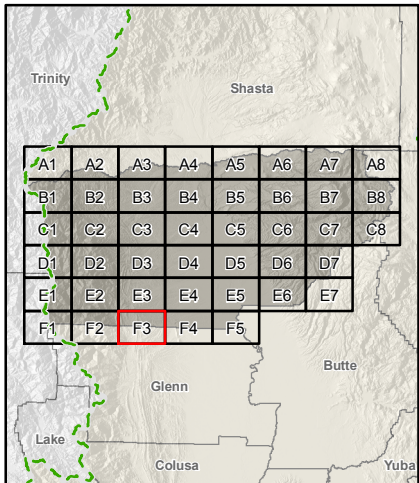 Trinity
Shasta
A1 A2 A3 A4 A5 A6 A7 A8
B1 B2 B3 B4 B5 B6 B7 B8
C1 C2 C3 C4 C5 C6 C7 C8
D1 D2 D3 D4 D5 D6 D7
E1 E2 E3 E4 E5 E6 E7
F1 F2 F3 F4 F5
Butte
Glenn
Lake
Colusa
Yuba